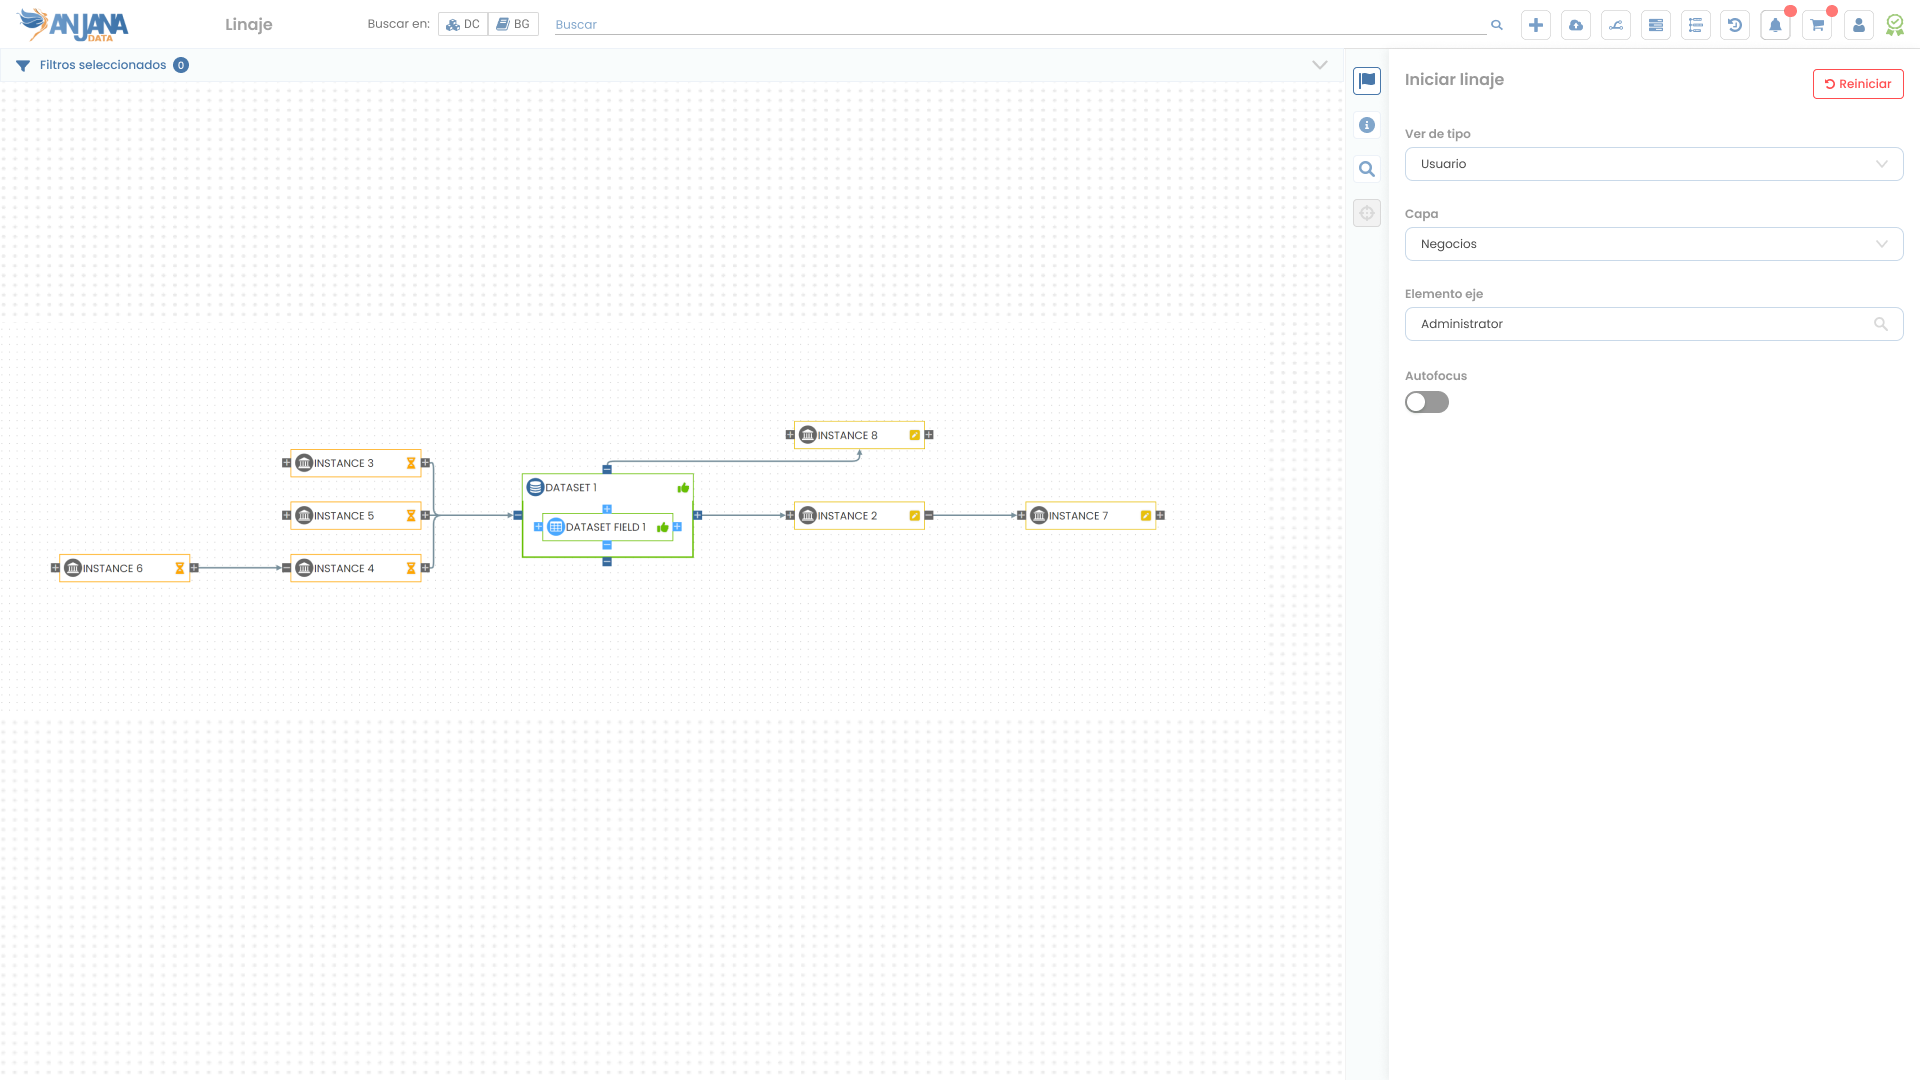 ANJANA DATA
Linaje
Buscar en:
DC
BG
Buscar
Filtros seleccionados 0
Iniciar linaje
Reiniciar
Ver de tipo
Usuario
Capa
Negocios
Elemento eje
Administrator
Autofocus
INSTANCE 8
INSTANCE 3
DATASET 1
INSTANCE 5
INSTANCE 2
INSTANCE 7
DATASET FIELD 1
INSTANCE 6
INSTANCE 4